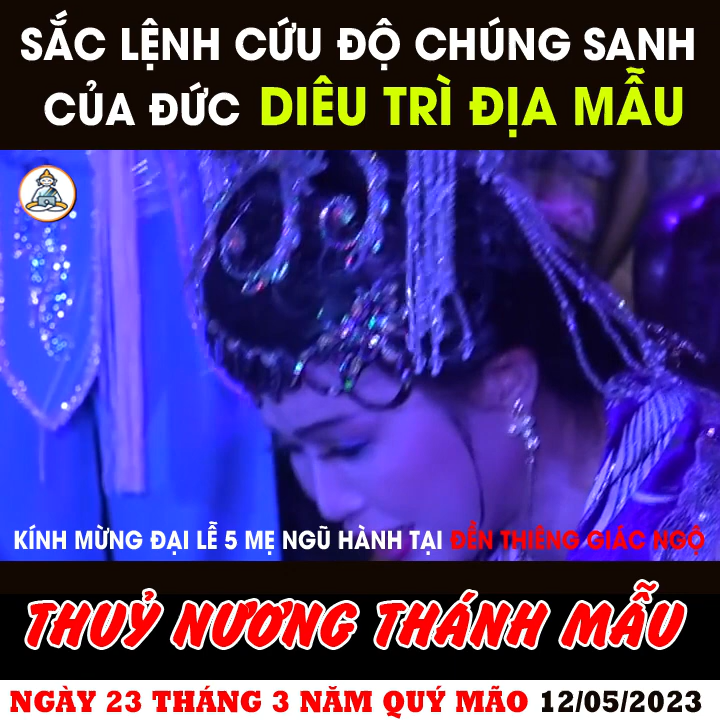 SẮC LỆNH CỨU ĐỘ CHÚNG SANH
CỦA ĐỨC DIÊU TRÌ ĐỊA MẪU
KÍNH MỪNG ĐẠI LỄ 5 MẸ NGŨ HÀNH TẠI ĐỀN THIÊNG GIÁC NGỘ
THUỶ NƯƠNG THÁNH MẪU
NGÀY 23 THÁNG 3 NĂM QUÝ MÃO 12/05/2023